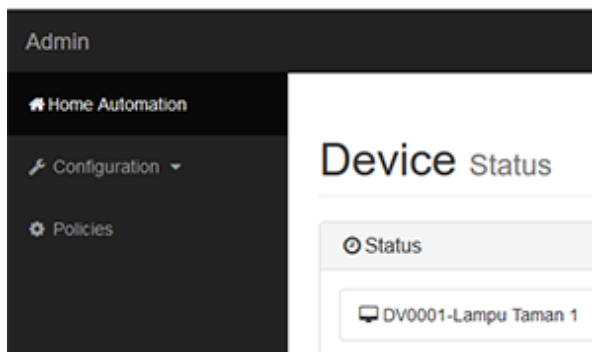 Admin
Home Automation
Configuration
Policies
Device Status
Status
DV0001-Lampu Taman 1